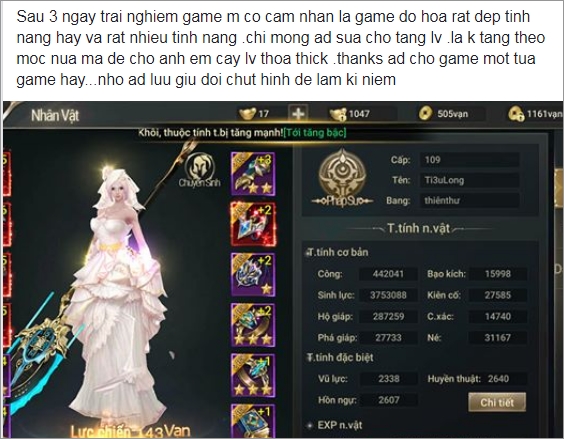 Sau 3 ngay trai nghiem game m co cam nhan la game do hoa rat dep tinh
nang hay va rat nhieu tinh nang .chi mong ad sua cho tang lv .la k tang theo
moc nua ma de cho anh em cay lv thoa thick .thanks ad cho game mot tua
game hay...nho ad luu giu doi chut hinh de lam ki niem
Nhân Vật
17
1047
505vạn
1161vạn
Khôi, thuộc tính t.bị tăng mạnh![Tới tăng bậc]
Chuyển Sinh
+3
+2
+2
+2
+1
Pháp Sư
Cấp: 109
Tên: Ti3uLong
Bang: thiênthư
T.tính n.vật
T.tính cơ bản
Công: 442041 Bạo kích: 15998
Sinh lực: 3753088 Kiên cố: 27585
Hộ giáp: 287259 C.xác: 14740
Phá giáp: 27733 Né: 31167
T.tính đặc biệt
Vũ lực: 2338 Huyền thuật: 2640
Hồn ngự: 2607
Chi tiết
EXP n.vật
Lực chiến 143Vạn